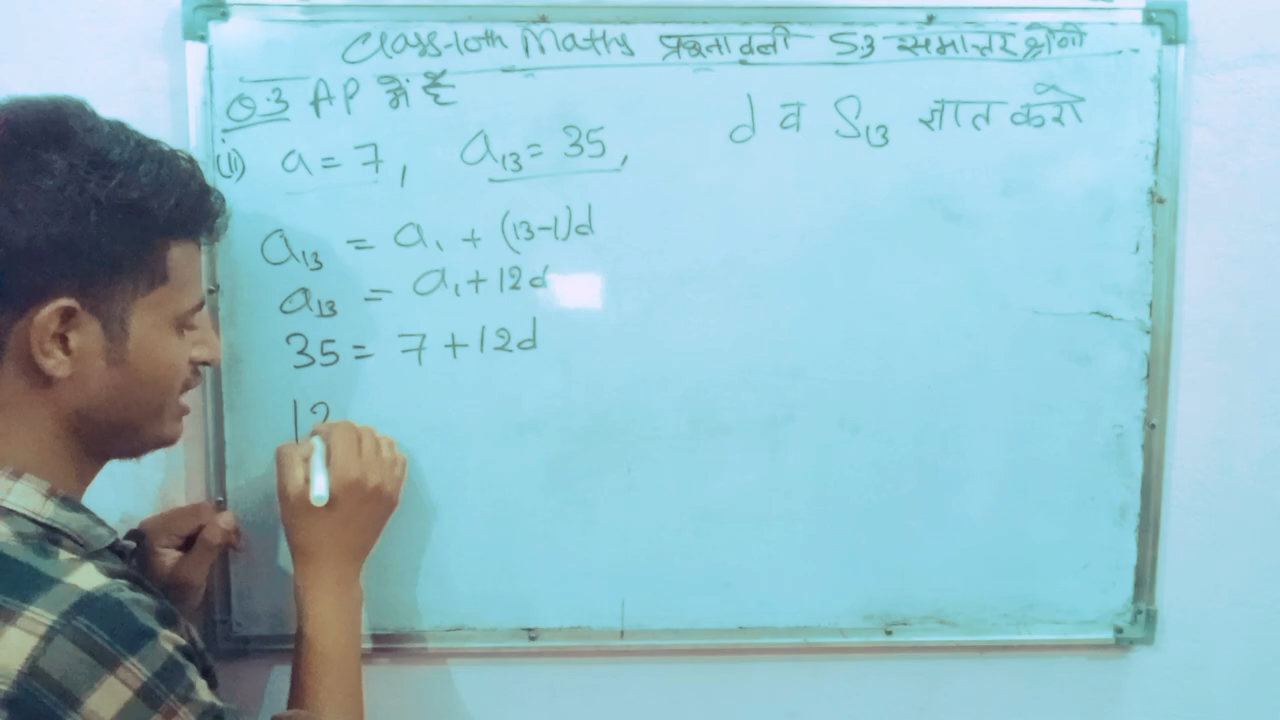 Class-10th Maths प्रश्नावली 5.3 समान्तर श्रेणी
Q.3 AP में है
(ii) a = 7, a₁₃ = 35, d व S₁₃ ज्ञात करो
a₁₃ = a₁ + (13-1)d
a₁₃ = a₁ + 12d
35 = 7 + 12d
12